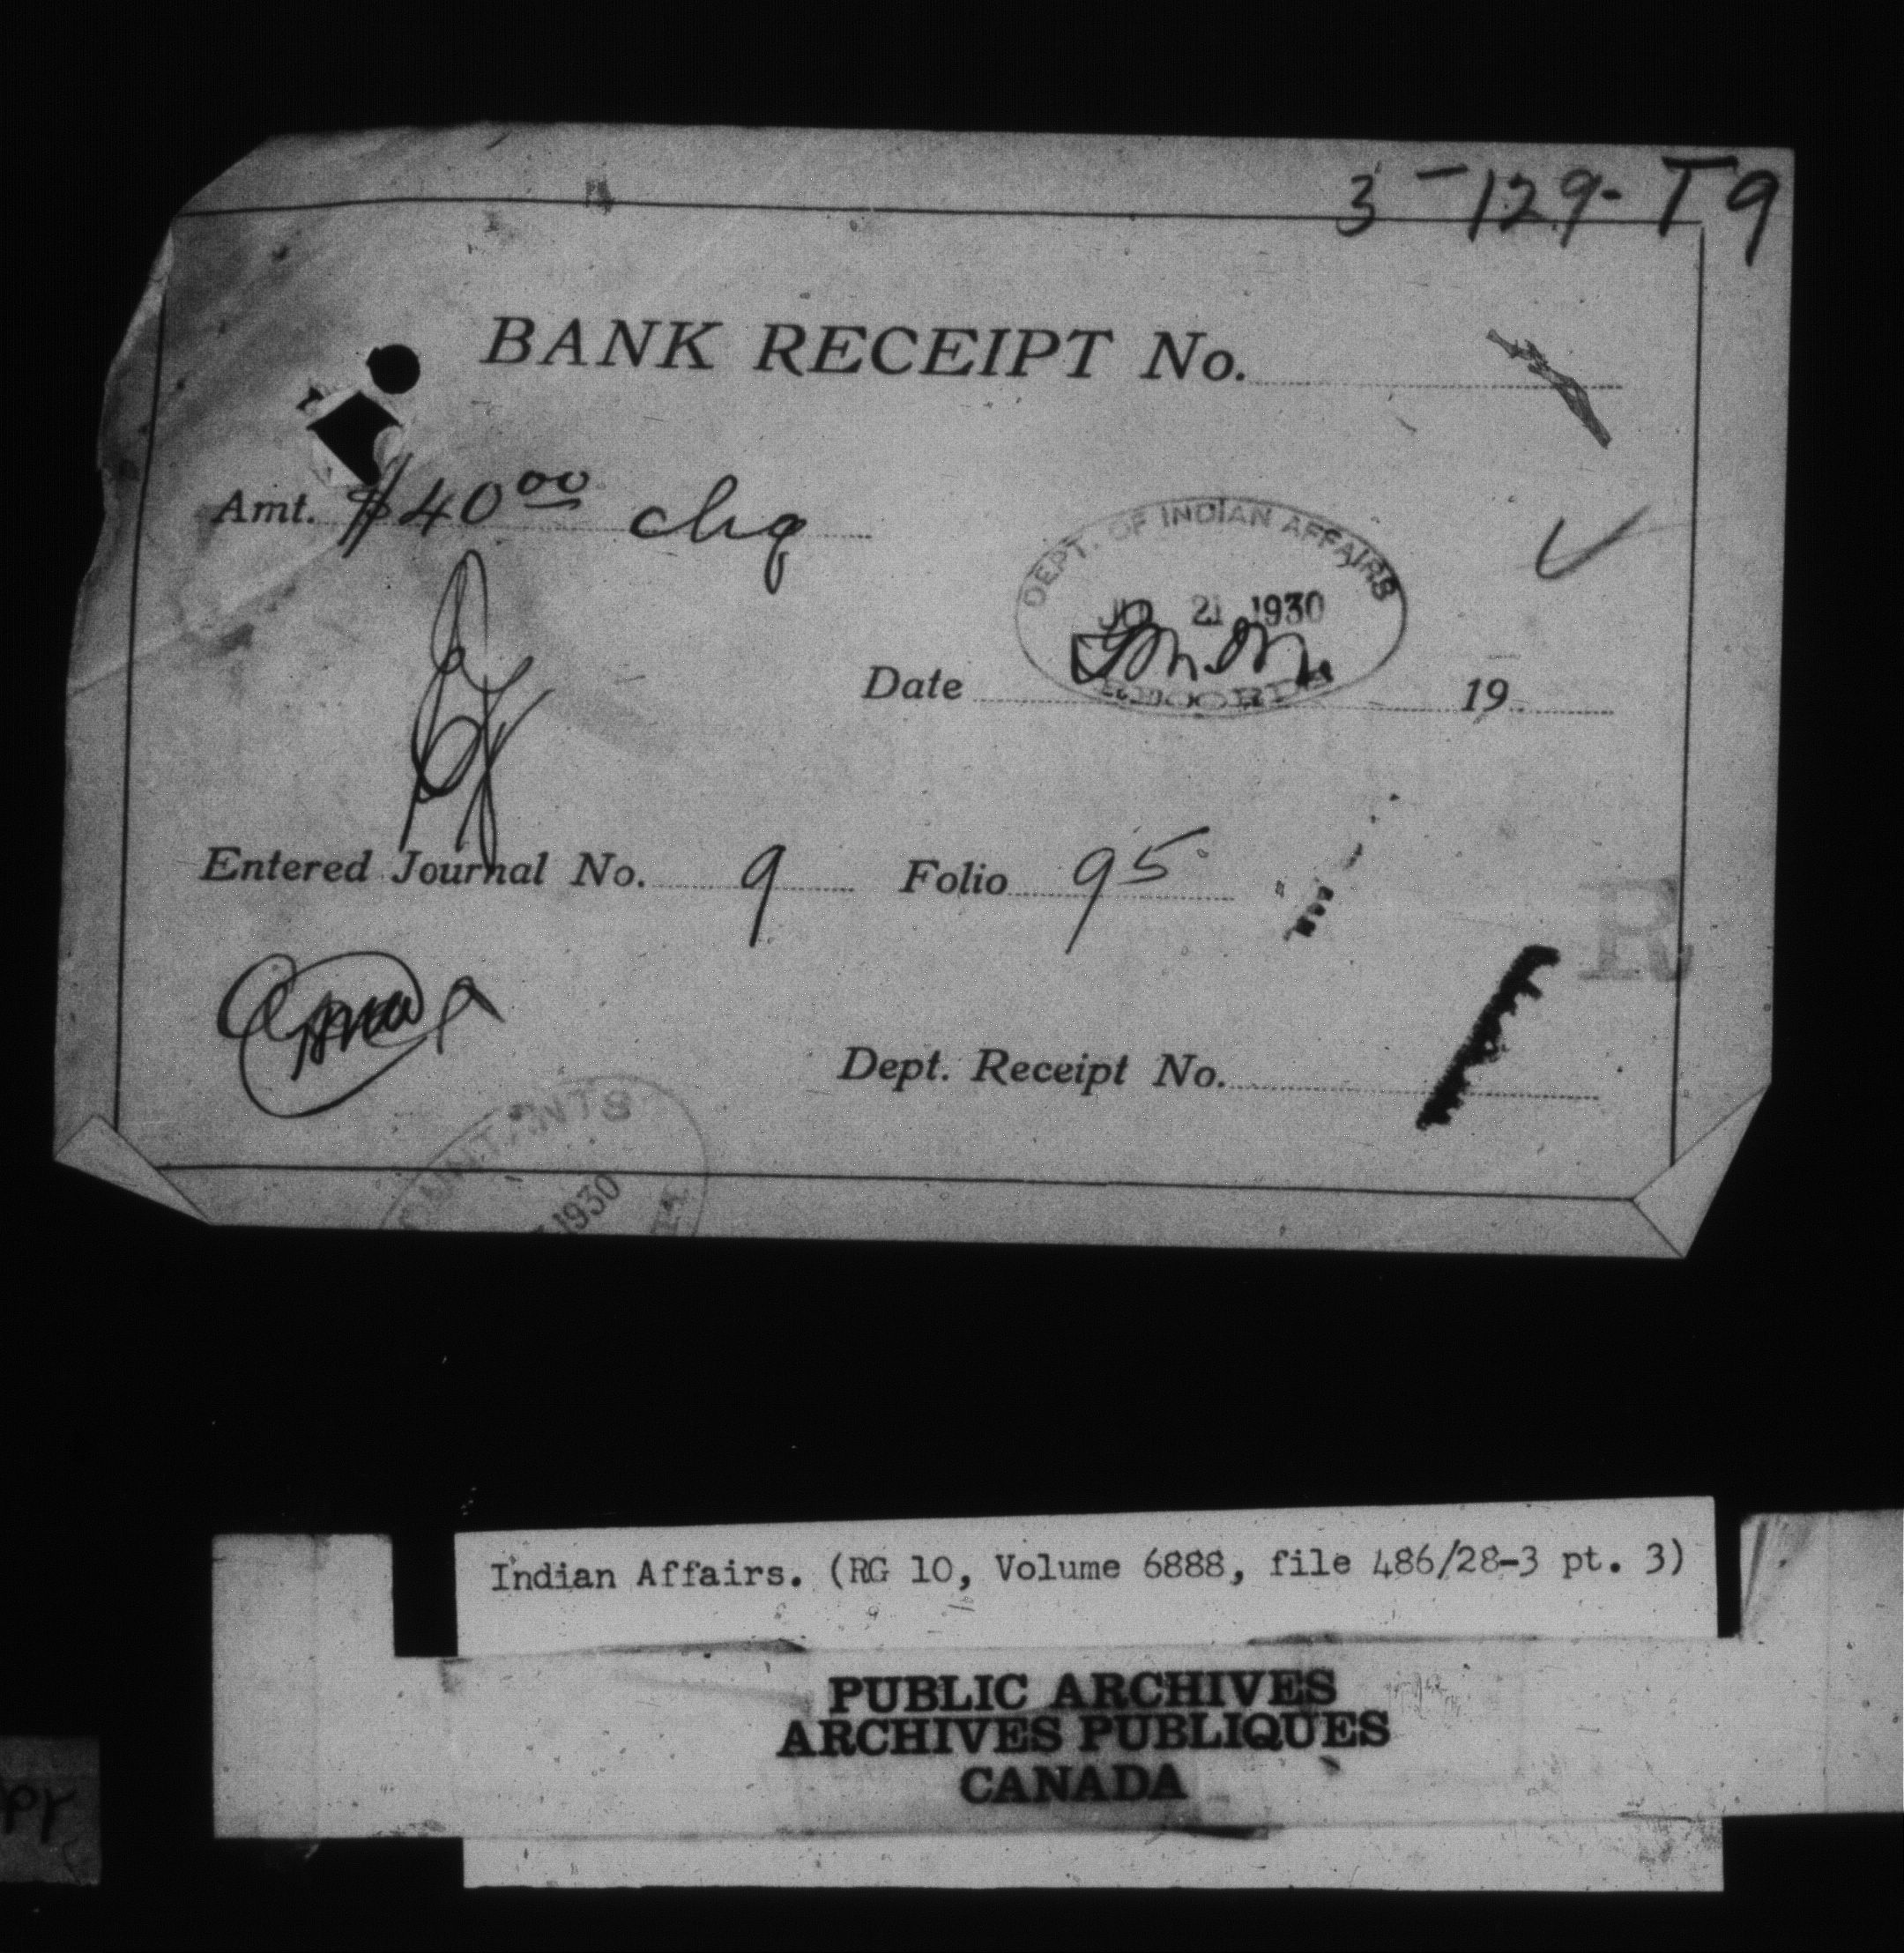 3-129-T9
BANK RECEIPT No.
Amt. $40 00 chq
DEPT. OF INDIAN AFFAIRS
21 1930
RECORDS
Date 19
Entered Journal No. 9 Folio 95
R
Dept. Receipt No.
1930
Indian Affairs. (RG 10, Volume 6888, file 486/28-3 pt. 3)
PUBLIC ARCHIVES
ARCHIVES PUBLIQUES
CANADA